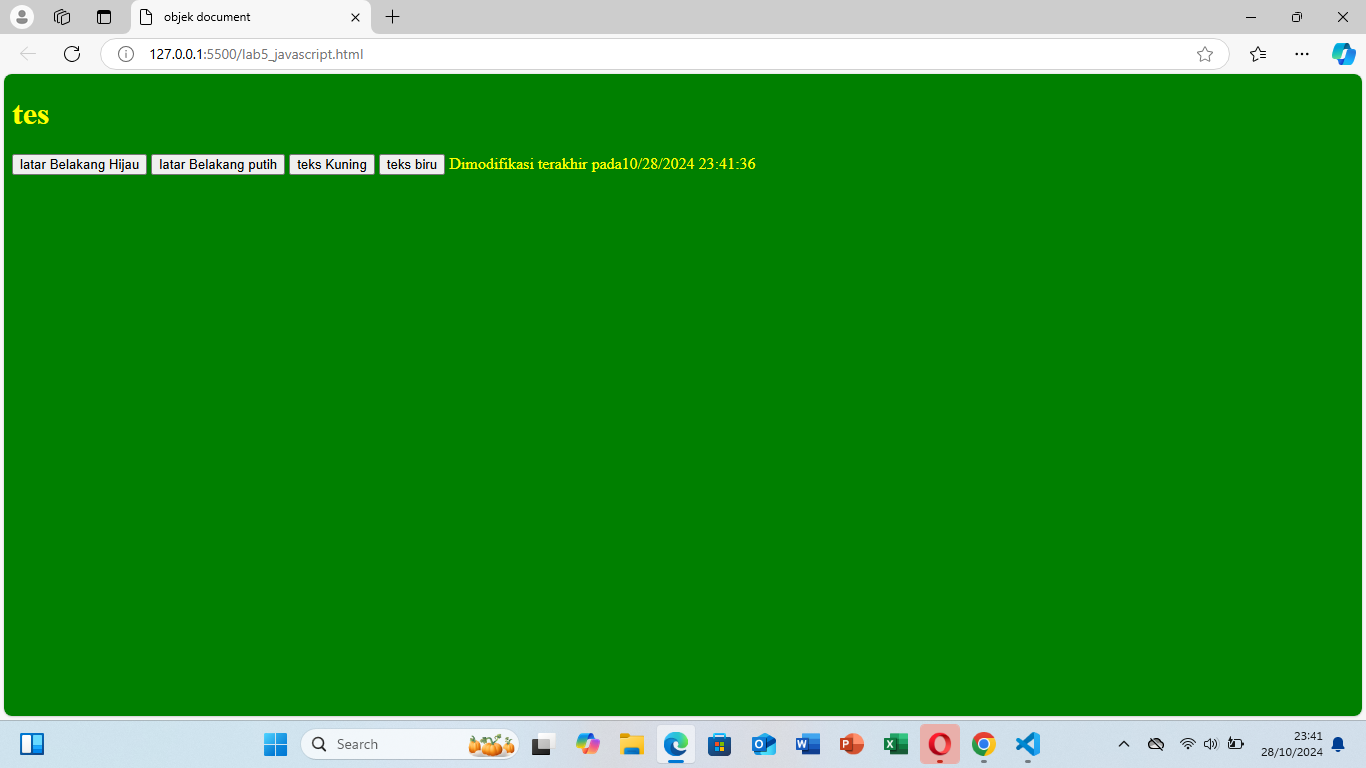 objek document
127.0.0.1:5500/lab5_javascript.html
tes
latar Belakang Hijau latar Belakang putih teks Kuning teks biru Dimodifikasi terakhir pada10/28/2024 23:41:36
Search
23:41
28/10/2024